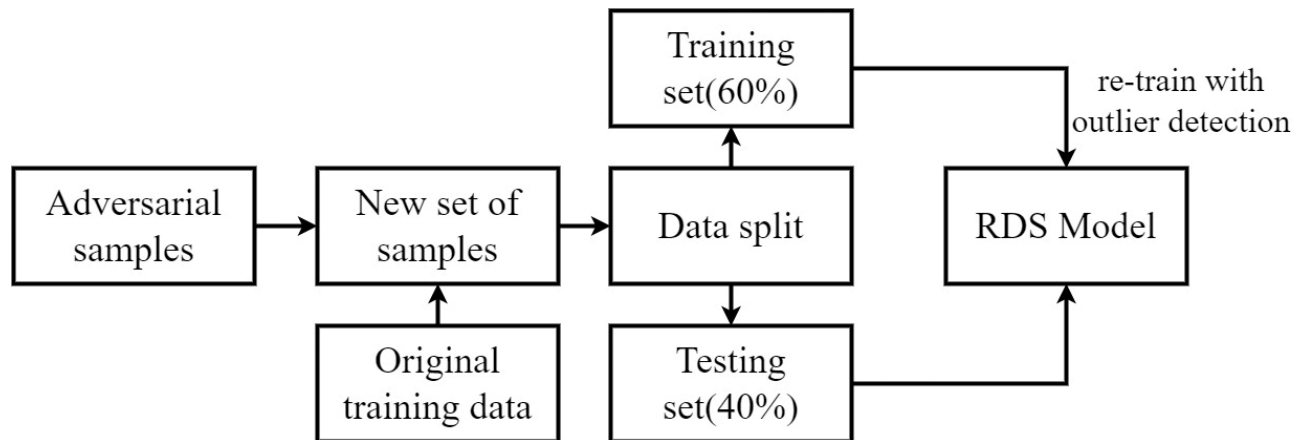 Training
set(60%)
re-train with
outlier detection
Adversarial
samples
New set of
samples
Data split
RDS Model
Original
training data
Testing
set(40%)